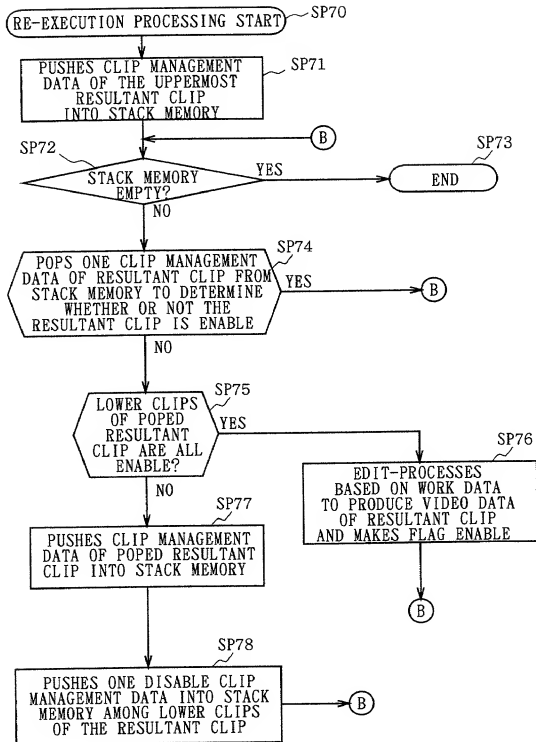 RE-EXECUTION PROCESSING START
SP70
PUSHES CLIP MANAGEMENT
DATA OF THE UPPERMOST
RESULTANT CLIP
INTO STACK MEMORY
SP71
B
SP72
STACK MEMORY
EMPTY?
YES
SP73
END
NO
SP74
POPS ONE CLIP MANAGEMENT
DATA OF RESULTANT CLIP FROM
STACK MEMORY TO DETERMINE
WHETHER OR NOT THE
RESULTANT CLIP IS ENABLE
YES
B
NO
SP75
LOWER CLIPS
OF POPED
RESULTANT
CLIP ARE ALL
ENABLE?
YES
SP76
EDIT-PROCESSES
BASED ON WORK DATA
TO PRODUCE VIDEO DATA
OF RESULTANT CLIP
AND MAKES FLAG ENABLE
B
NO
SP77
PUSHES CLIP MANAGEMENT
DATA OF POPED RESULTANT
CLIP INTO STACK MEMORY
SP78
PUSHES ONE DISABLE CLIP
MANAGEMENT DATA INTO STACK
MEMORY AMONG LOWER CLIPS
OF THE RESULTANT CLIP
B